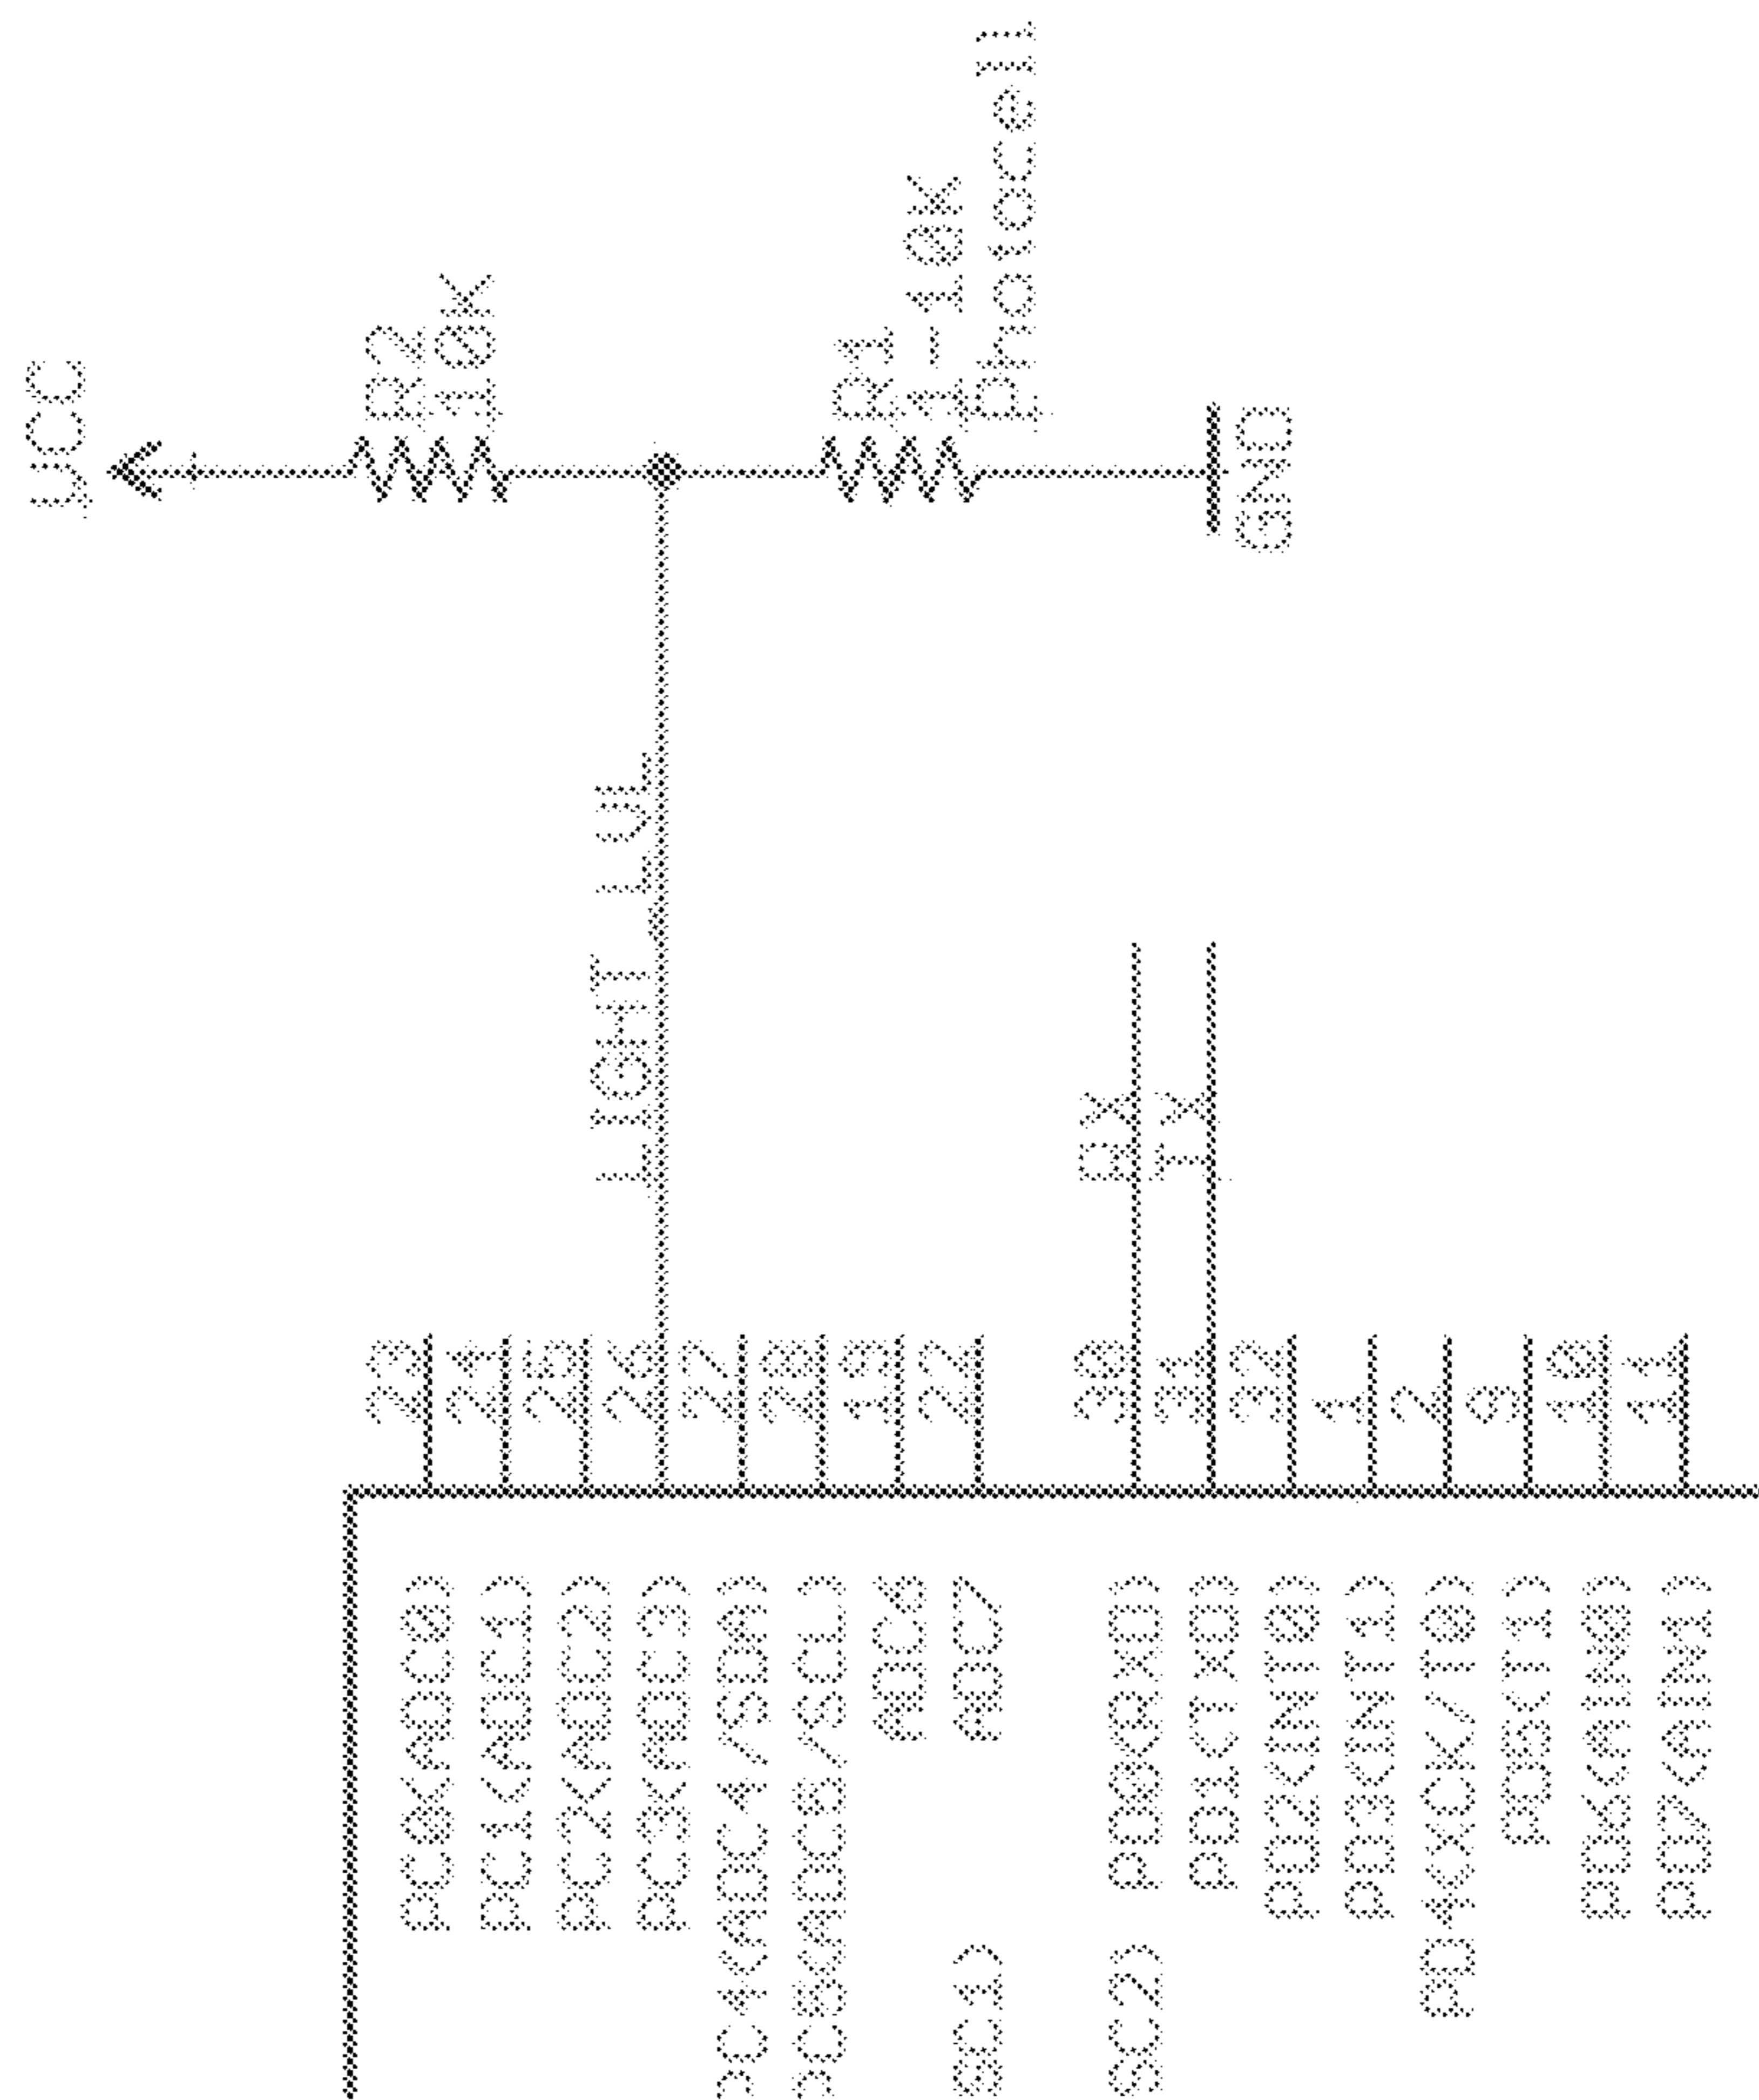 VCC
R2
10K
R1
1-10K
Photocell
GND
LIGHT_LVL
RX
TX
23
24
25
26
27
28
19
22
30
31
32
1
2
9
10
11
PC0(ADC0)
PC1(ADC1)
PC2(ADC2)
PC3(ADC3)
PC4(ADC4/SDA)
PC5(ADC5/SCL)
ADC6
ADC7
PD0(RXD)
PD1(TXD)
PD2(INT0)
PD3(INT1)
PD4(XCK/T0)
PD5(T1)
PD6(AIN0)
PD7(AIN1)
SC1)
SC2)